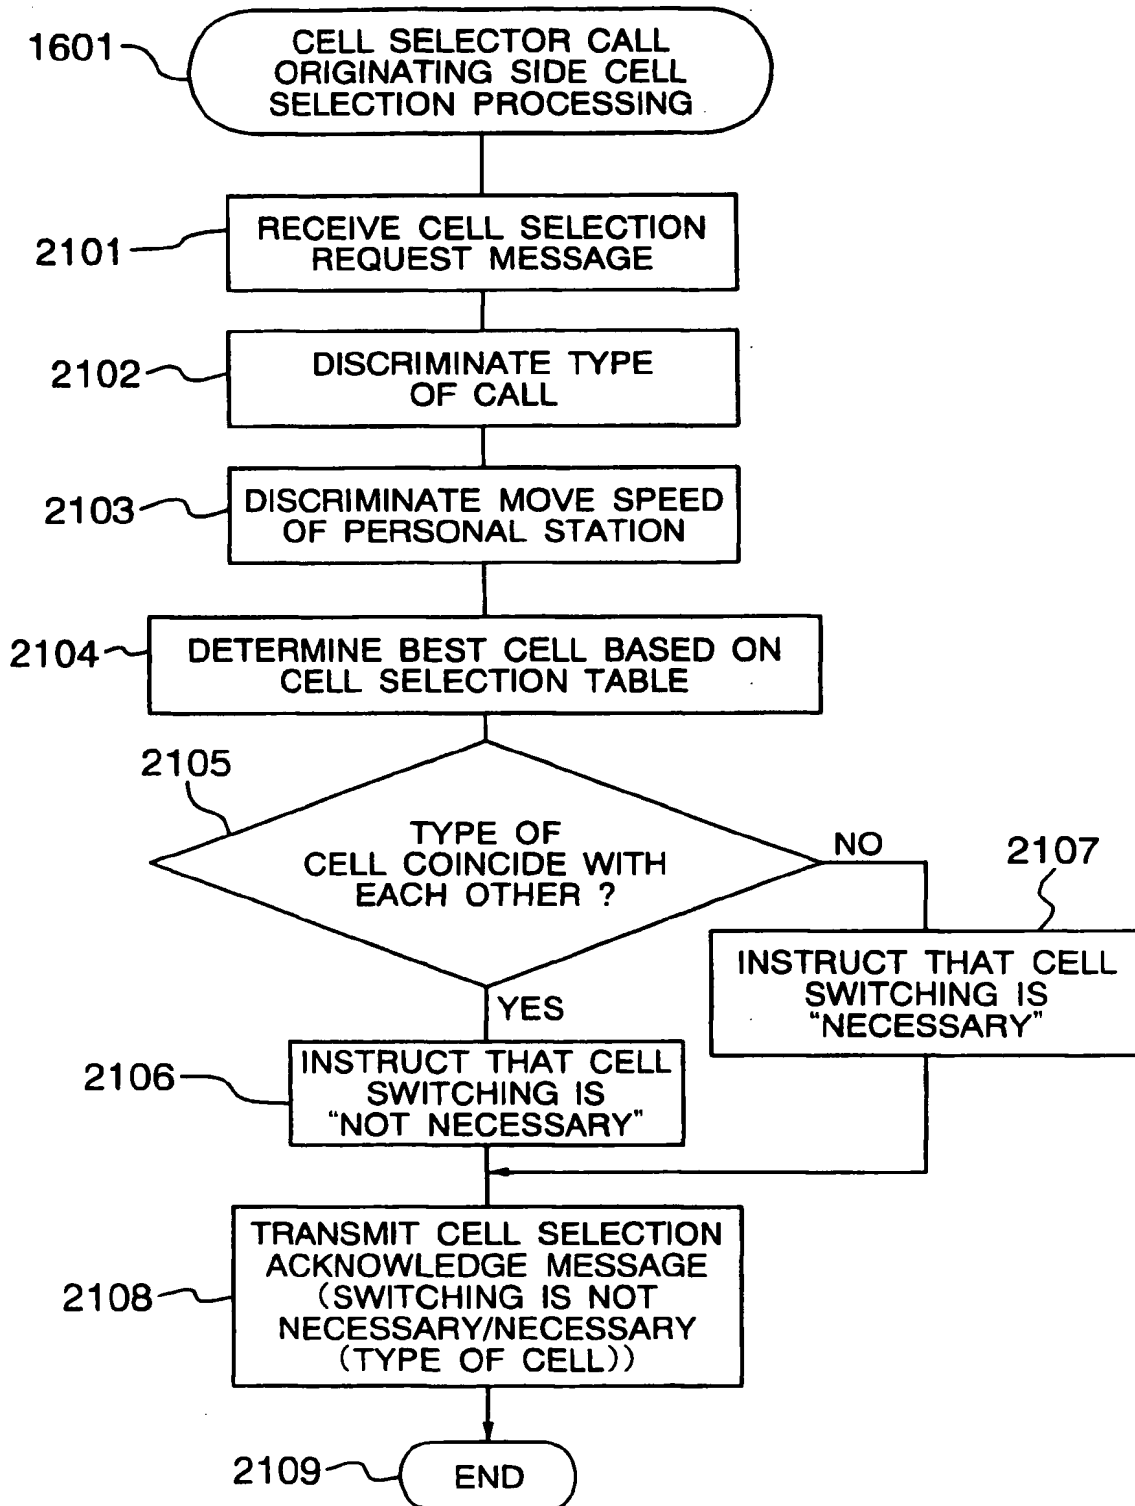 1601
CELL SELECTOR CALL
ORIGINATING SIDE CELL
SELECTION PROCESSING
2101
RECEIVE CELL SELECTION
REQUEST MESSAGE
2102
DISCRIMINATE TYPE
OF CALL
2103
DISCRIMINATE MOVE SPEED
OF PERSONAL STATION
2104
DETERMINE BEST CELL BASED ON
CELL SELECTION TABLE
2105
TYPE OF
CELL COINCIDE WITH
EACH OTHER ?
NO
2107
INSTRUCT THAT CELL
SWITCHING IS
“NECESSARY”
YES
2106
INSTRUCT THAT CELL
SWITCHING IS
“NOT NECESSARY”
2108
TRANSMIT CELL SELECTION
ACKNOWLEDGE MESSAGE
(SWITCHING IS NOT
NECESSARY/NECESSARY
(TYPE OF CELL))
2109
END